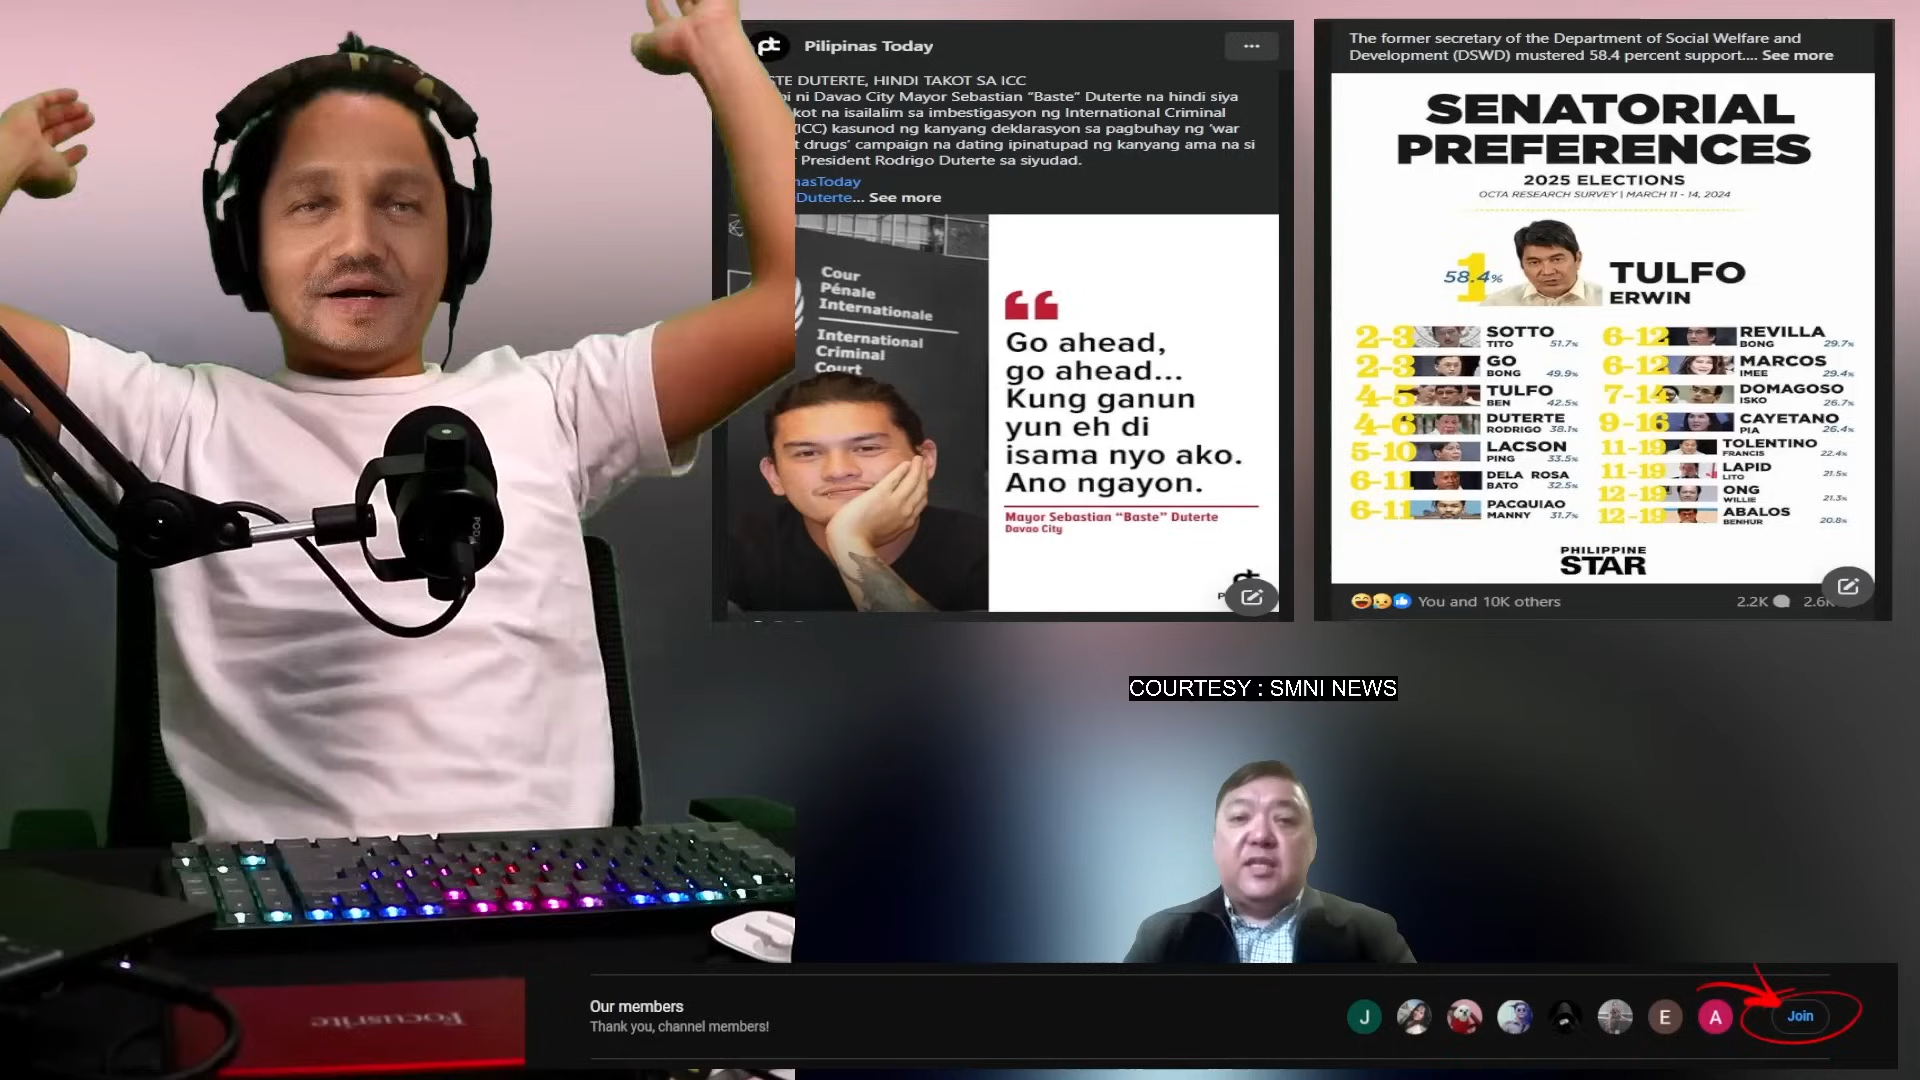 Pilipinas Today
STE DUTERTE, HINDI TAKOT SA ICC
ni Davao City Mayor Sebastian “Baste” Duterte na hindi siya
kot na isailalim sa imbestigasyon ng International Criminal
(ICC) kasunod ng kanyang deklarasyon sa pagbuhay ng ‘war
t drugs’ campaign na dating ipinatupad ng kanyang ama na si
r President Rodrigo Duterte sa siyudad.
nasToday
Duterte... See more
Cour
Pénale
Internationale
International
Criminal
Court
Go ahead,
go ahead...
Kung ganun
yun eh di
isama nyo ako.
Ano ngayon.
Mayor Sebastian “Baste” Duterte
Davao City
The former secretary of the Department of Social Welfare and
Development (DSWD) mustered 58.4 percent support.... See more
SENATORIAL
PREFERENCES
2025 ELECTIONS
OCTA RESEARCH SURVEY | MARCH 11 - 14, 2024
1
58.4%
TULFO
ERWIN
2-3 SOTTO
TITO 51.7%
2-3 GO
BONG 49.9%
4-5 TULFO
BEN 42.5%
4-6 DUTERTE
RODRIGO 38.1%
5-10 LACSON
PING 33.5%
6-11 DELA ROSA
BATO 32.5%
6-11 PACQUIAO
MANNY 31.7%
6-12 REVILLA
BONG 29.7%
6-12 MARCOS
IMEE 29.4%
7-14 DOMAGOSO
ISKO 26.7%
9-16 CAYETANO
PIA 26.4%
11-19 TOLENTINO
FRANCIS 22.4%
11-19 LAPID
LITO 21.5%
12-19 ONG
WILLIE 21.3%
12-19 ABALOS
BENHUR 20.8%
PHILIPPINE
STAR
You and 10K others
2.2K
COURTESY : SMNI NEWS
Focusrite
Our members
Thank you, channel members!
J
E
A
Join